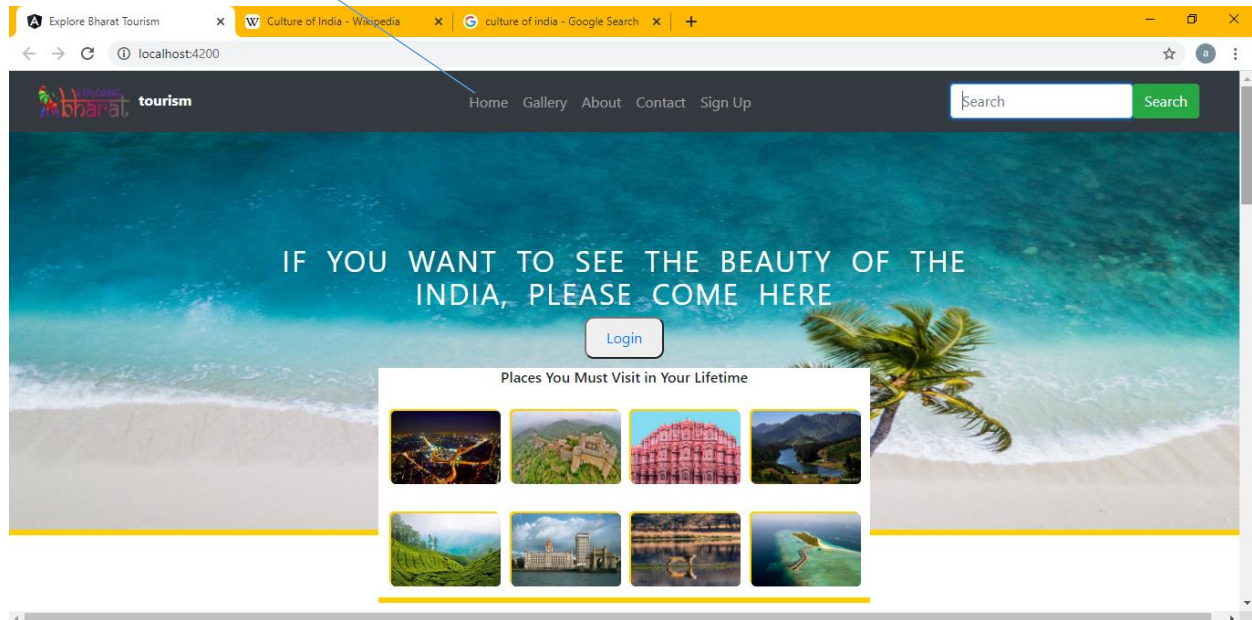 Explore Bharat Tourism
Culture of India - Wikipedia
culture of india - Google Search
localhost:4200
a
EXPLORING
bharat
tourism
Home Gallery About Contact Sign Up
Search
Search
IF YOU WANT TO SEE THE BEAUTY OF THE
INDIA, PLEASE COME HERE
Login
Places You Must Visit in Your Lifetime